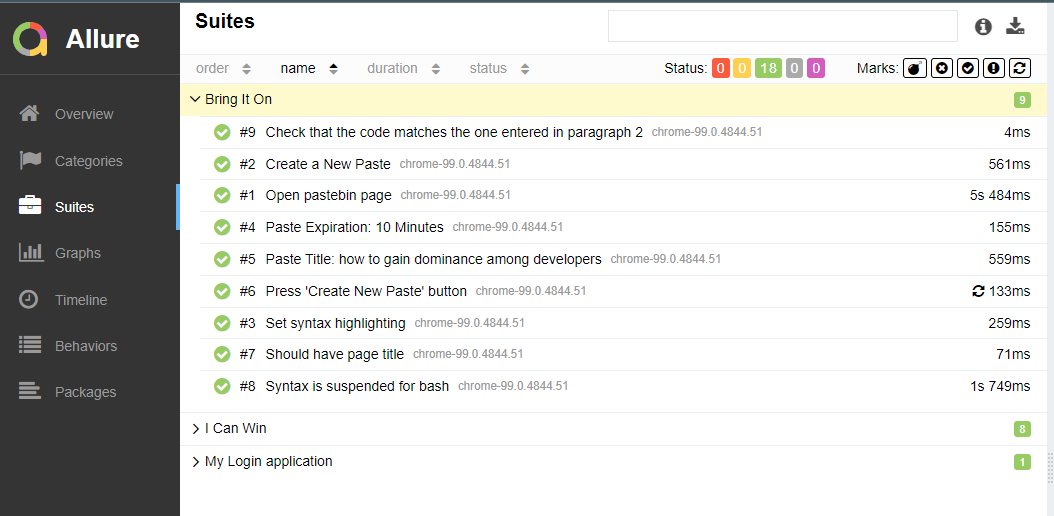 Allure
Overview
Categories
Suites
Graphs
Timeline
Behaviors
Packages
Suites
order name duration status Status: 0 0 18 0 0 Marks:
Bring It On 9
#9 Check that the code matches the one entered in paragraph 2 chrome-99.0.4844.51 4ms
#2 Create a New Paste chrome-99.0.4844.51 561ms
#1 Open pastebin page chrome-99.0.4844.51 5s 484ms
#4 Paste Expiration: 10 Minutes chrome-99.0.4844.51 155ms
#5 Paste Title: how to gain dominance among developers chrome-99.0.4844.51 559ms
#6 Press 'Create New Paste' button chrome-99.0.4844.51 133ms
#3 Set syntax highlighting chrome-99.0.4844.51 259ms
#7 Should have page title chrome-99.0.4844.51 71ms
#8 Syntax is suspended for bash chrome-99.0.4844.51 1s 749ms
I Can Win 8
My Login application 1